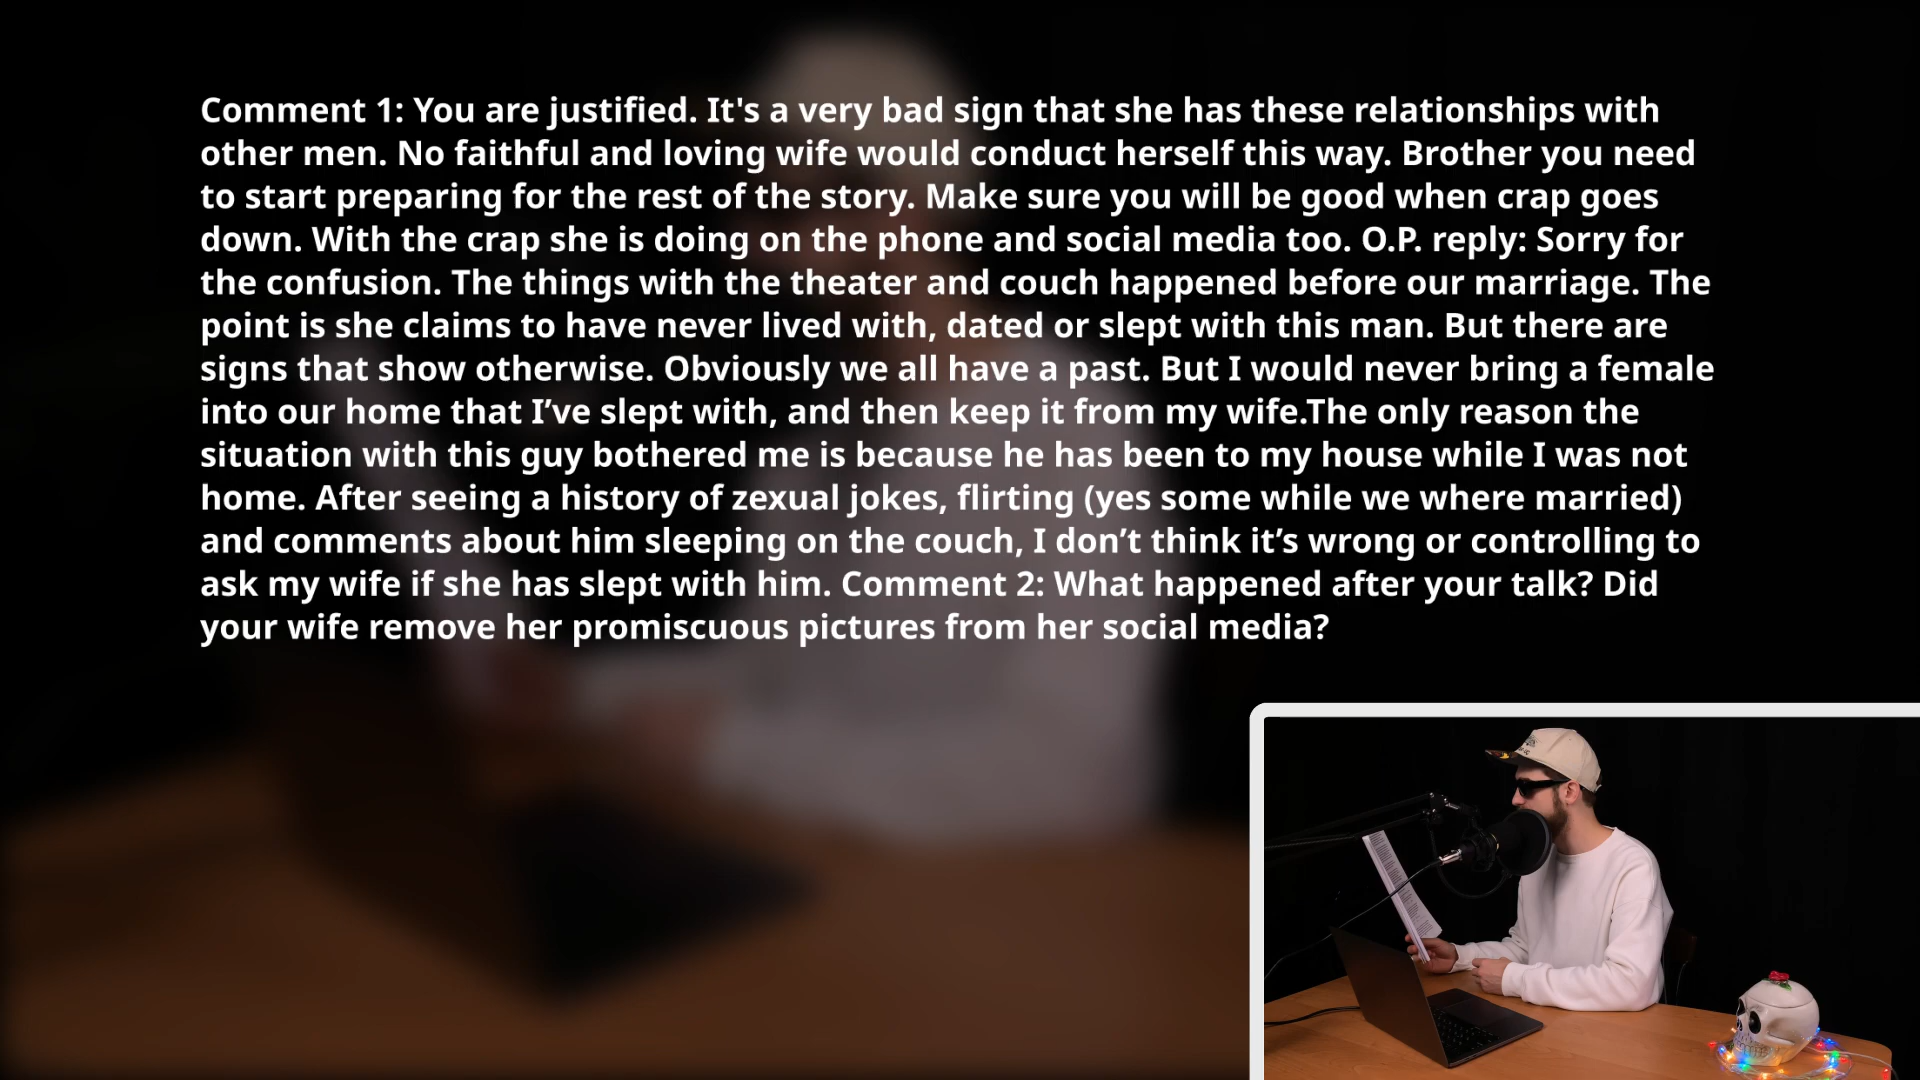 Comment 1: You are justified. It's a very bad sign that she has these relationships with
other men. No faithful and loving wife would conduct herself this way. Brother you need
to start preparing for the rest of the story. Make sure you will be good when crap goes
down. With the crap she is doing on the phone and social media too. O.P. reply: Sorry for
the confusion. The things with the theater and couch happened before our marriage. The
point is she claims to have never lived with, dated or slept with this man. But there are
signs that show otherwise. Obviously we all have a past. But I would never bring a female
into our home that I’ve slept with, and then keep it from my wife.The only reason the
situation with this guy bothered me is because he has been to my house while I was not
home. After seeing a history of zexual jokes, flirting (yes some while we where married)
and comments about him sleeping on the couch, I don’t think it’s wrong or controlling to
ask my wife if she has slept with him. Comment 2: What happened after your talk? Did
your wife remove her promiscuous pictures from her social media?